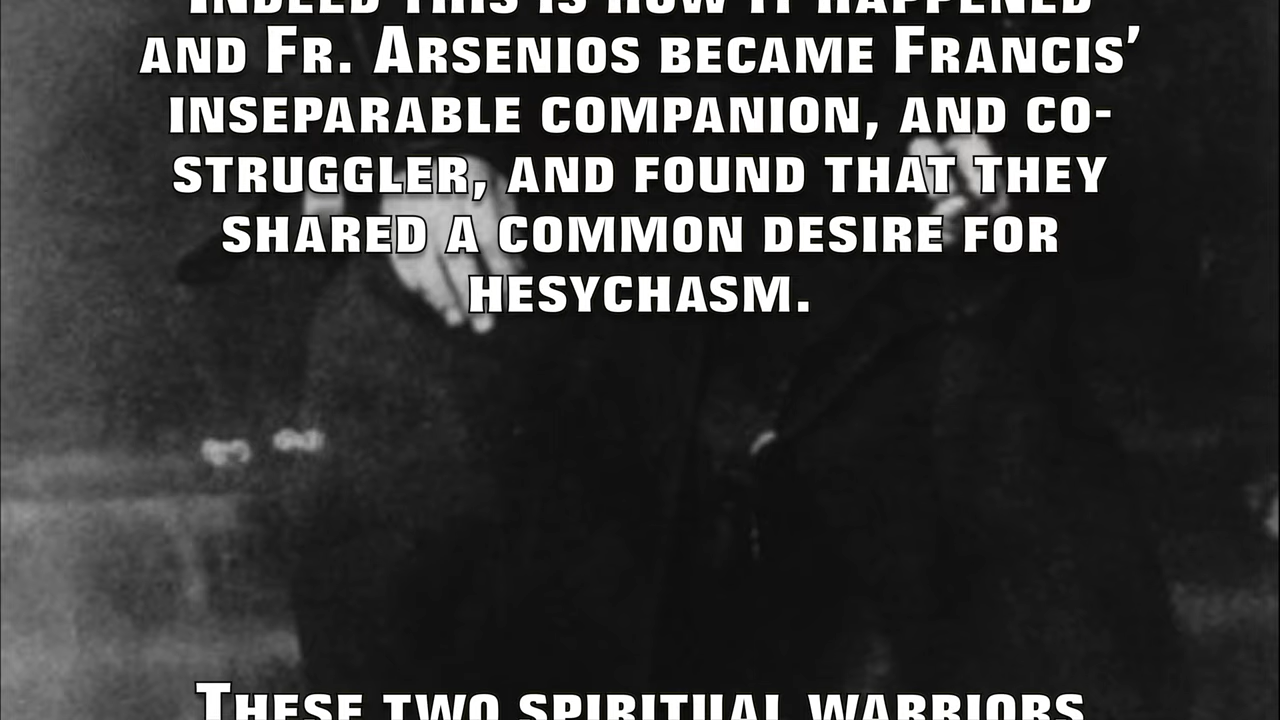 Indeed this is how it happened
and Fr. Arsenios became Francis’
inseparable companion, and co-
struggler, and found that they
shared a common desire for
hesychasm.
These two spiritual warriors